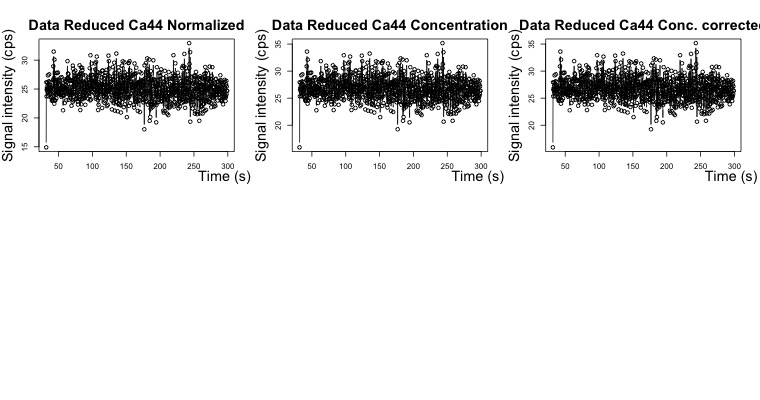 Data Reduced Ca44 Normalized
Signal intensity (cps)
15 20 25 30
50 100 150 200 250 300
Time (s)
Data Reduced Ca44 Concentration
Signal intensity (cps)
20 25 30 35
50 100 150 200 250 300
Time (s)
Data Reduced Ca44 Conc. corrected
Signal intensity (cps)
20 25 30 35
50 100 150 200 250 300
Time (s)